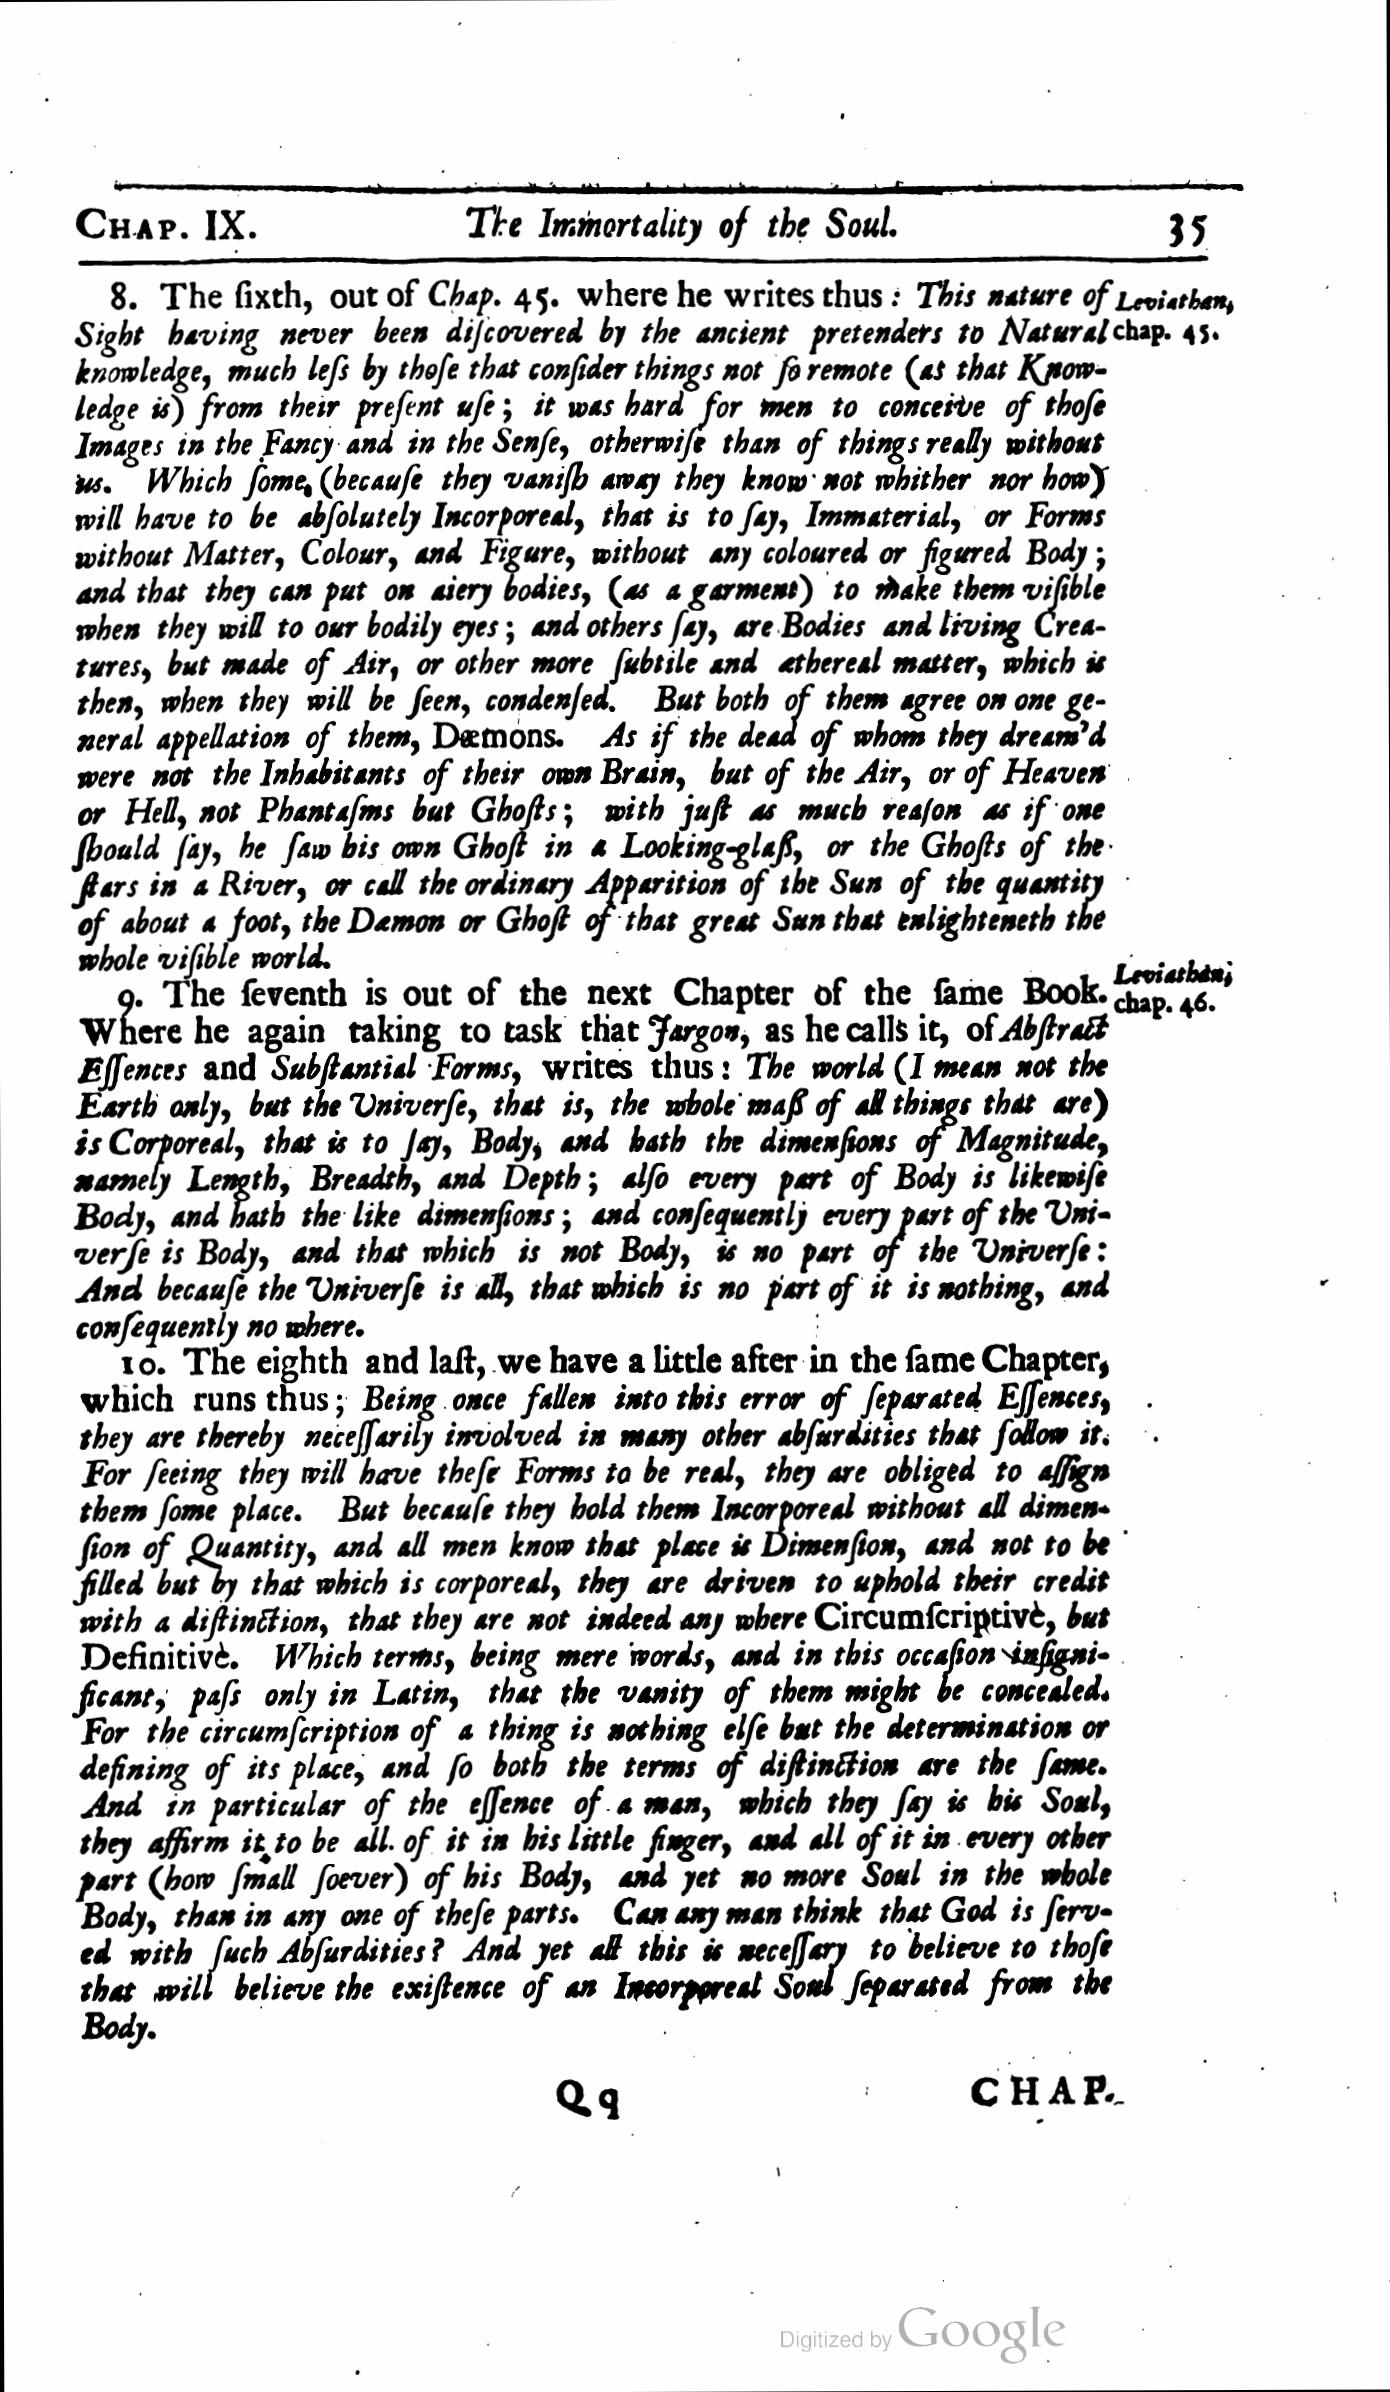 CHAP. IX. The Immortality of the Soul. 35
8. The ſixth, out of Chap. 45. where he writes thus: This nature of Leviathan,
Sight having never been diſcovered by the ancient pretenders to Natural chap. 45.
knowledge, much leſs by thoſe that conſider things not ſo remote (as that Know-
ledge is) from their preſent uſe; it was hard for men to conceive of thoſe
Images in the Fancy and in the Senſe, otherwiſe than of things really without
us. Which ſome, (becauſe they vaniſh away they know not whither nor how)
will have to be abſolutely Incorporeal, that is to ſay, Immaterial, or Forms
without Matter, Colour, and Figure, without any coloured or figured Body;
and that they can put on aiery bodies, (as a garment) to make them viſible
when they will to our bodily eyes; and others ſay, are Bodies and living Crea-
tures, but made of Air, or other more ſubtile and æthereal matter, which is
then, when they will be ſeen, condenſed. But both of them agree on one ge-
neral appellation of them, Dæmons. As if the dead of whom they dream'd
were not the Inhabitants of their own Brain, but of the Air, or of Heaven
or Hell, not Phantaſms but Ghoſts; with juſt as much reaſon as if one
ſhould ſay, he ſaw his own Ghoſt in a Looking-glaß, or the Ghoſts of the
ſtars in a River, or call the ordinary Apparition of the Sun of the quantity
of about a foot, the Dæmon or Ghoſt of that great Sun that enlighteneth the
whole viſible world.
9. The ſeventh is out of the next Chapter of the ſame Book. Leviathan,
Where he again taking to task that Jargon, as he calls it, of Abſtract chap. 46.
Eſſences and Subſtantial Forms, writes thus: The world (I mean not the
Earth only, but the Univerſe, that is, the whole maß of all things that are)
is Corporeal, that is to ſay, Body, and hath the dimenſions of Magnitude,
namely Length, Breadth, and Depth; alſo every part of Body is likewiſe
Body, and hath the like dimenſions; and conſequently every part of the Uni-
verſe is Body, and that which is not Body, is no part of the Univerſe:
And becauſe the Univerſe is all, that which is no part of it is nothing, and
conſequently no where.
10. The eighth and laſt, we have a little after in the ſame Chapter,
which runs thus; Being once fallen into this error of ſeparated Eſſences,
they are thereby neceſſarily involved in many other abſurdities that follow it.
For ſeeing they will have theſe Forms to be real, they are obliged to aſſign
them ſome place. But becauſe they hold them Incorporeal without all dimen-
ſion of Quantity, and all men know that place is Dimenſion, and not to be
filled but by that which is corporeal, they are driven to uphold their credit
with a diſtinction, that they are not indeed any where Circumſcriptivè, but
Definitivè. Which terms, being mere words, and in this occaſion inſigni-
ficant, paſs only in Latin, that the vanity of them might be concealed.
For the circumſcription of a thing is nothing elſe but the determination or
defining of its place, and ſo both the terms of diſtinction are the ſame.
And in particular of the eſſence of a man, which they ſay is his Soul,
they affirm it to be all of it in his little finger, and all of it in every other
part (how ſmall ſoever) of his Body, and yet no more Soul in the whole
Body, than in any one of theſe parts. Can any man think that God is ſerv-
ed with ſuch Abſurdities? And yet all this is neceſſary to believe to thoſe
that will believe the exiſtence of an Incorporeal Soul ſeparated from the
Body.
Qq CHAP.
Digitized by Google